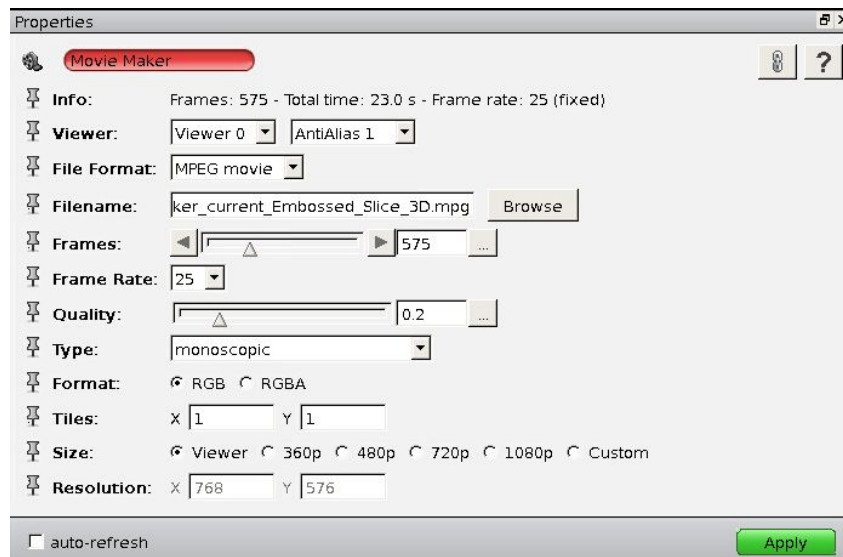 Properties
Movie Maker ?
Info: Frames: 575 - Total time: 23.0 s - Frame rate: 25 (fixed)
Viewer: Viewer 0 AntiAlias 1
File Format: MPEG movie
Filename: ker_current_Embossed_Slice_3D.mpg Browse
Frames: 575 ...
Frame Rate: 25
Quality: 0.2 ...
Type: monoscopic
Format: RGB RGBA
Tiles: X 1 Y 1
Size: Viewer 360p 480p 720p 1080p Custom
Resolution: X 768 Y 576
auto-refresh Apply